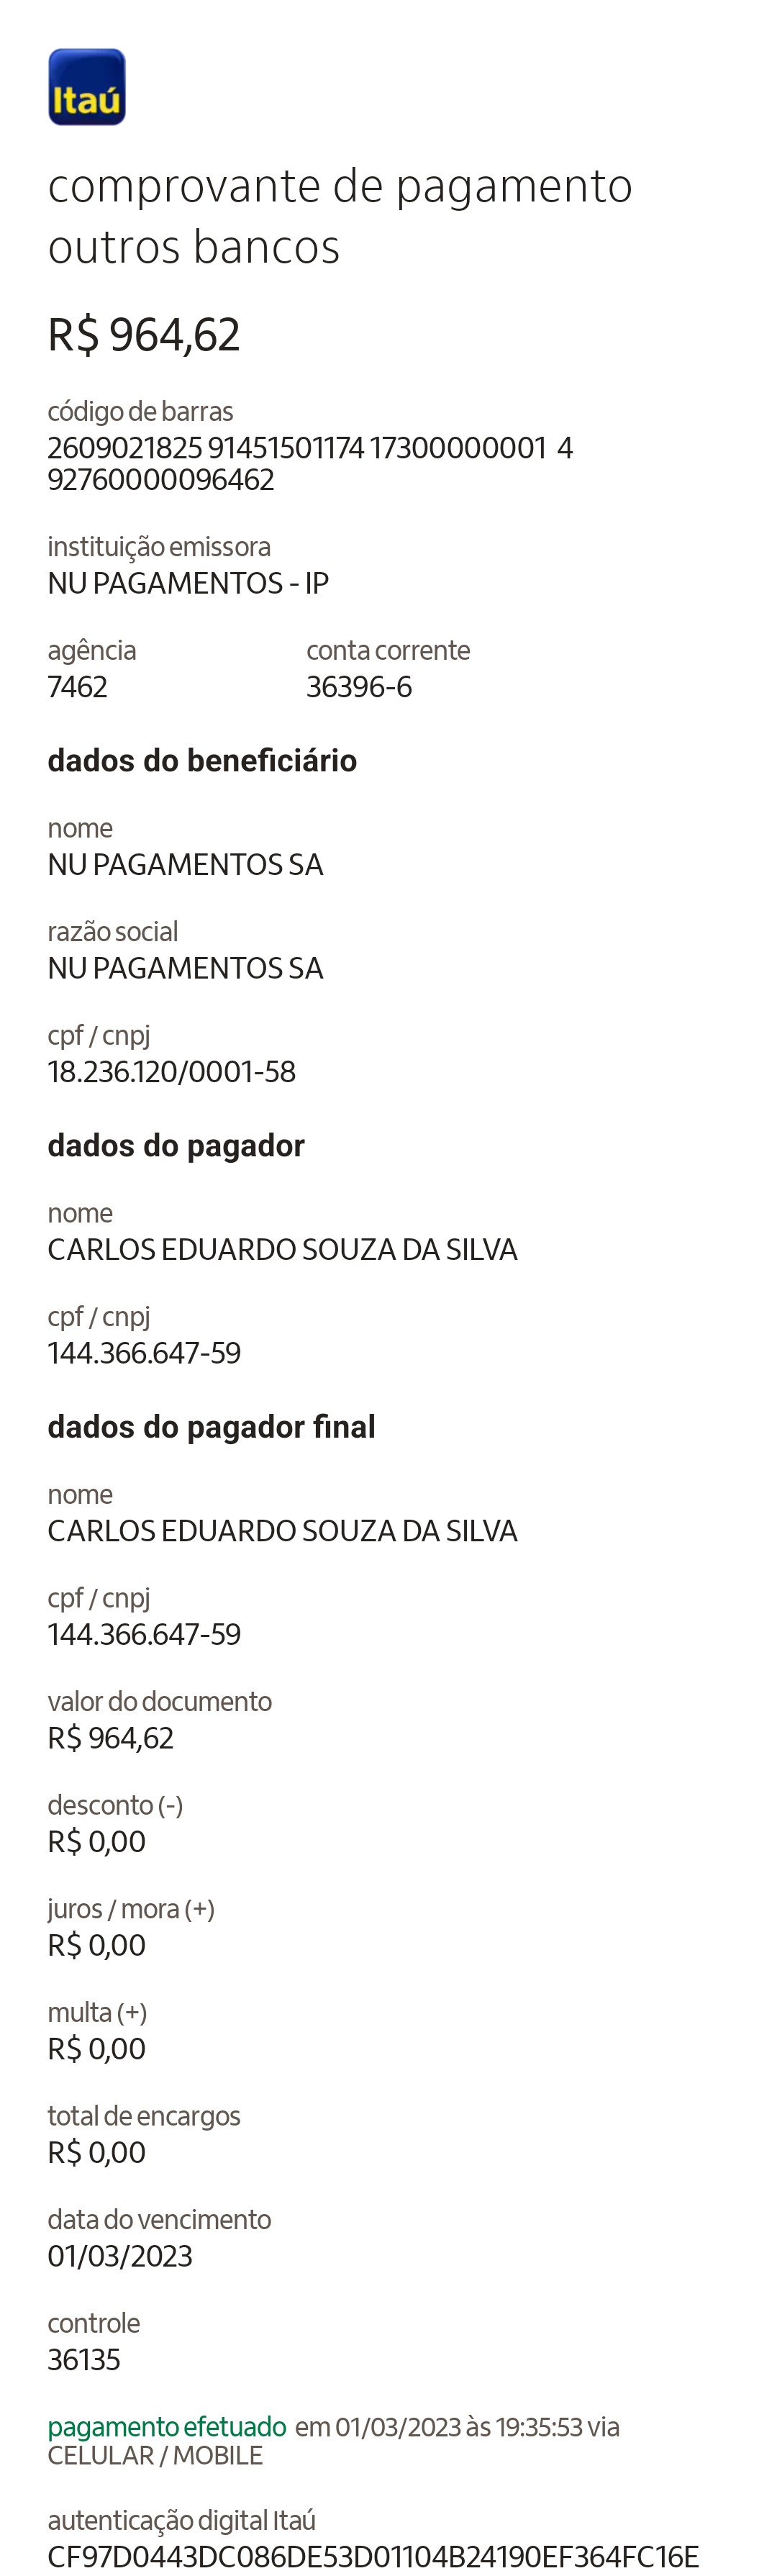 Itaú
comprovante de pagamento
outros bancos
R$ 964,62
código de barras
2609021825 91451501174 17300000001 4
92760000096462
instituição emissora
NU PAGAMENTOS - IP
agência conta corrente
7462 36396-6
dados do beneficiário
nome
NU PAGAMENTOS SA
razão social
NU PAGAMENTOS SA
cpf / cnpj
18.236.120/0001-58
dados do pagador
nome
CARLOS EDUARDO SOUZA DA SILVA
cpf / cnpj
144.366.647-59
dados do pagador final
nome
CARLOS EDUARDO SOUZA DA SILVA
cpf / cnpj
144.366.647-59
valor do documento
R$ 964,62
desconto (-)
R$ 0,00
juros / mora (+)
R$ 0,00
multa (+)
R$ 0,00
total de encargos
R$ 0,00
data do vencimento
01/03/2023
controle
36135
pagamento efetuado em 01/03/2023 às 19:35:53 via
CELULAR / MOBILE
autenticação digital Itaú
CF97D0443DC086DE53D01104B24190EF364FC16E